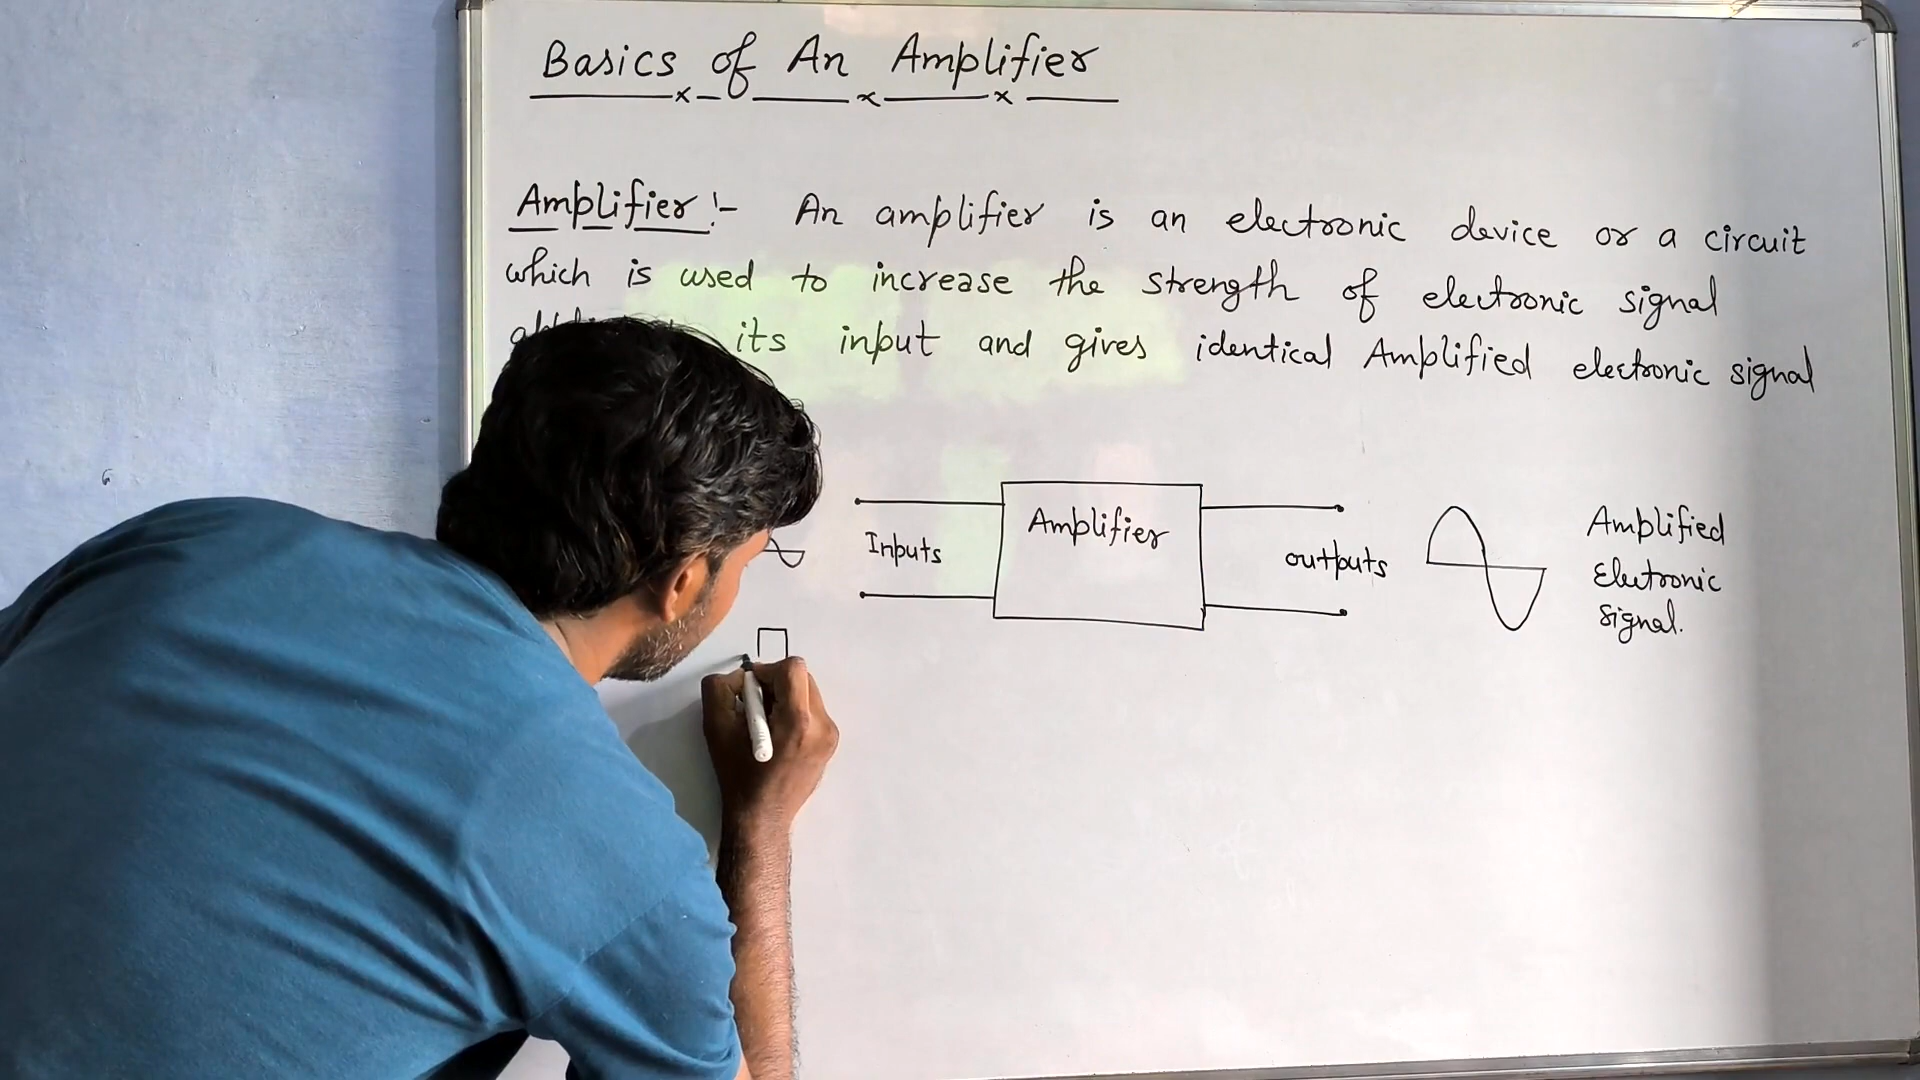 Basics of An Amplifier
Amplifier :- An amplifier is an electronic device or a circuit
which is used to increase the strength of electronic signal
its input and gives identical Amplified electronic signal
Inputs
Amplifier
outputs
Amplified
Electronic
signal.